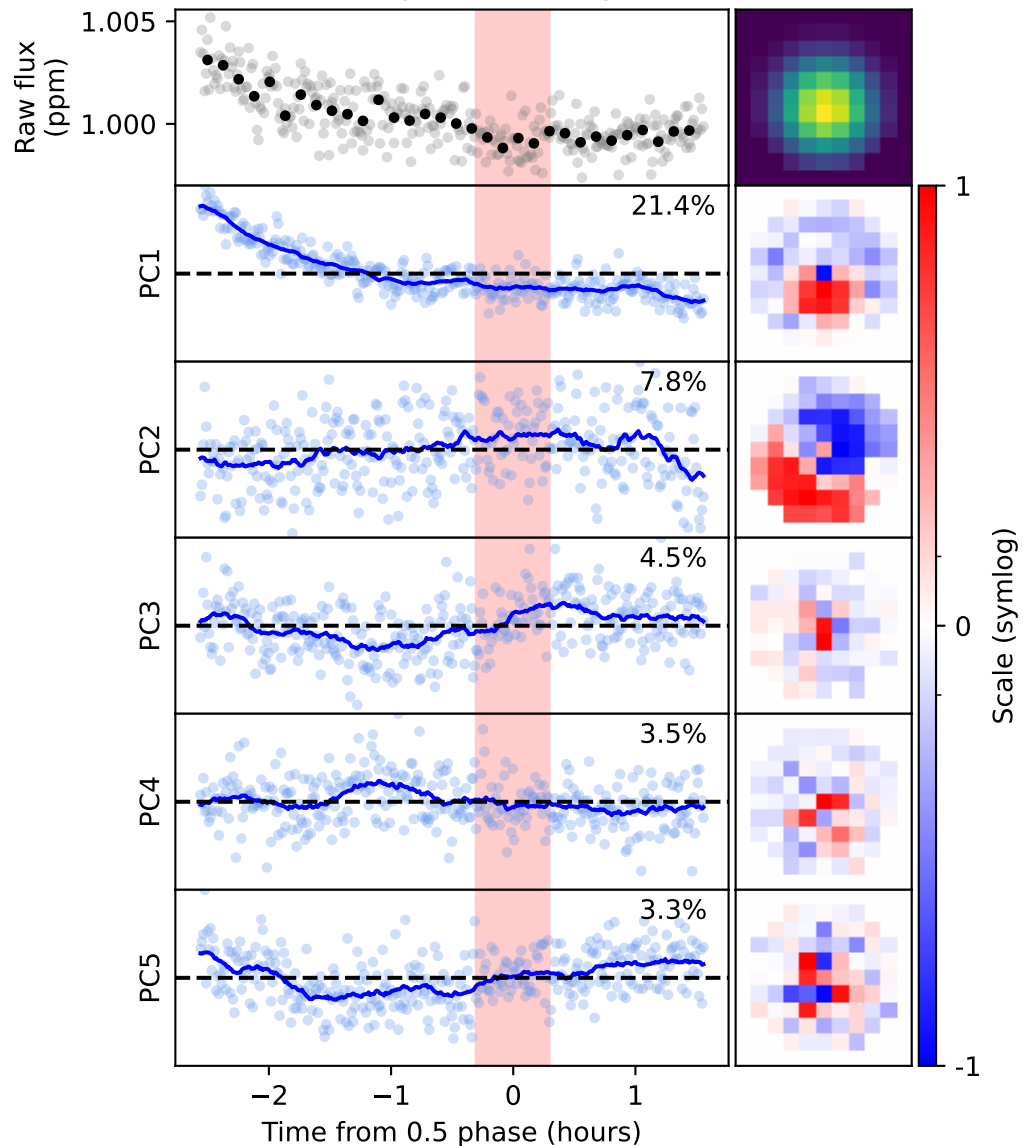 Raw flux
(ppm)
1.005
1.000
PC1
21.4%
PC2
7.8%
PC3
4.5%
PC4
3.5%
PC5
3.3%
1
0
-1
Scale (symlog)
−2
−1
0
1
Time from 0.5 phase (hours)